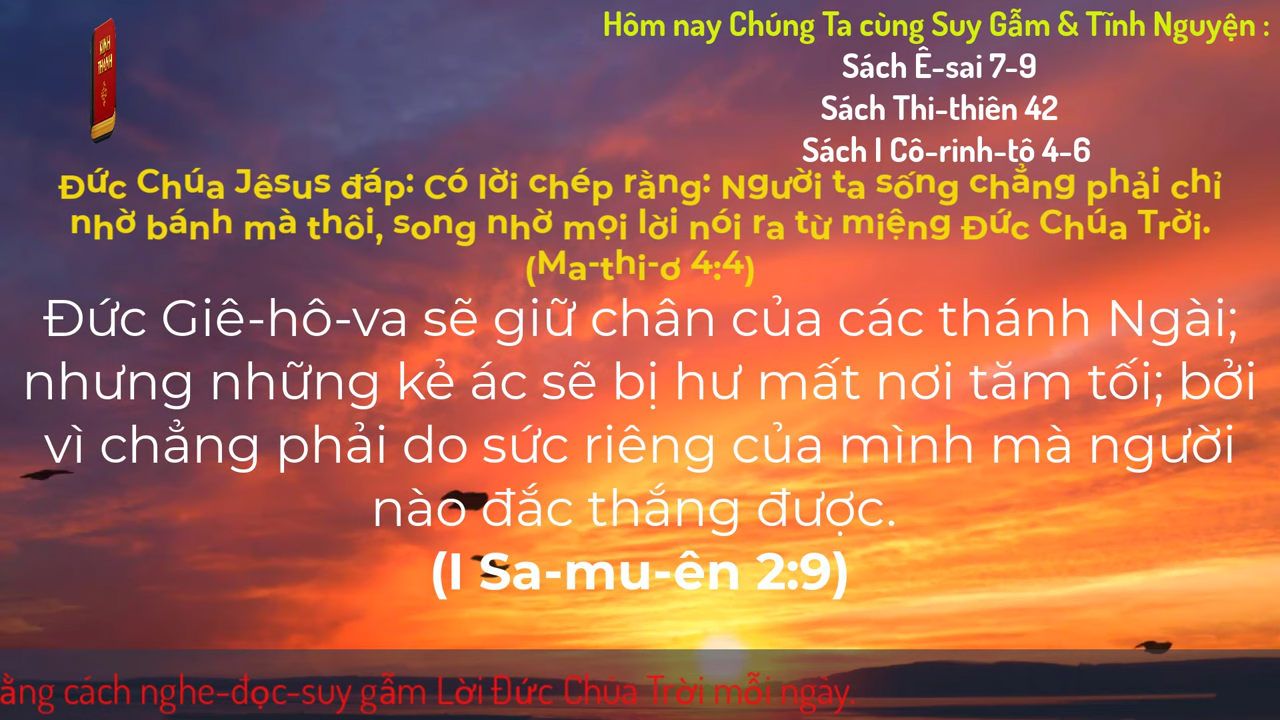 KINH
THÁNH
Hôm nay Chúng Ta cùng Suy Gẫm & Tĩnh Nguyện :
Sách Ê-sai 7-9
Sách Thi-thiên 42
Sách I Cô-rinh-tô 4-6
Đức Chúa Jêsus đáp: Có lời chép rằng: Người ta sống chẳng phải chỉ
nhờ bánh mà thôi, song nhờ mọi lời nói ra từ miệng Đức Chúa Trời.
(Ma-thi-ơ 4:4)
Đức Giê-hô-va sẽ giữ chân của các thánh Ngài;
nhưng những kẻ ác sẽ bị hư mất nơi tăm tối; bởi
vì chẳng phải do sức riêng của mình mà người
nào đắc thắng được.
(I Sa-mu-ên 2:9)
ằng cách nghe-đọc-suy gẫm Lời Đức Chúa Trời mỗi ngày.